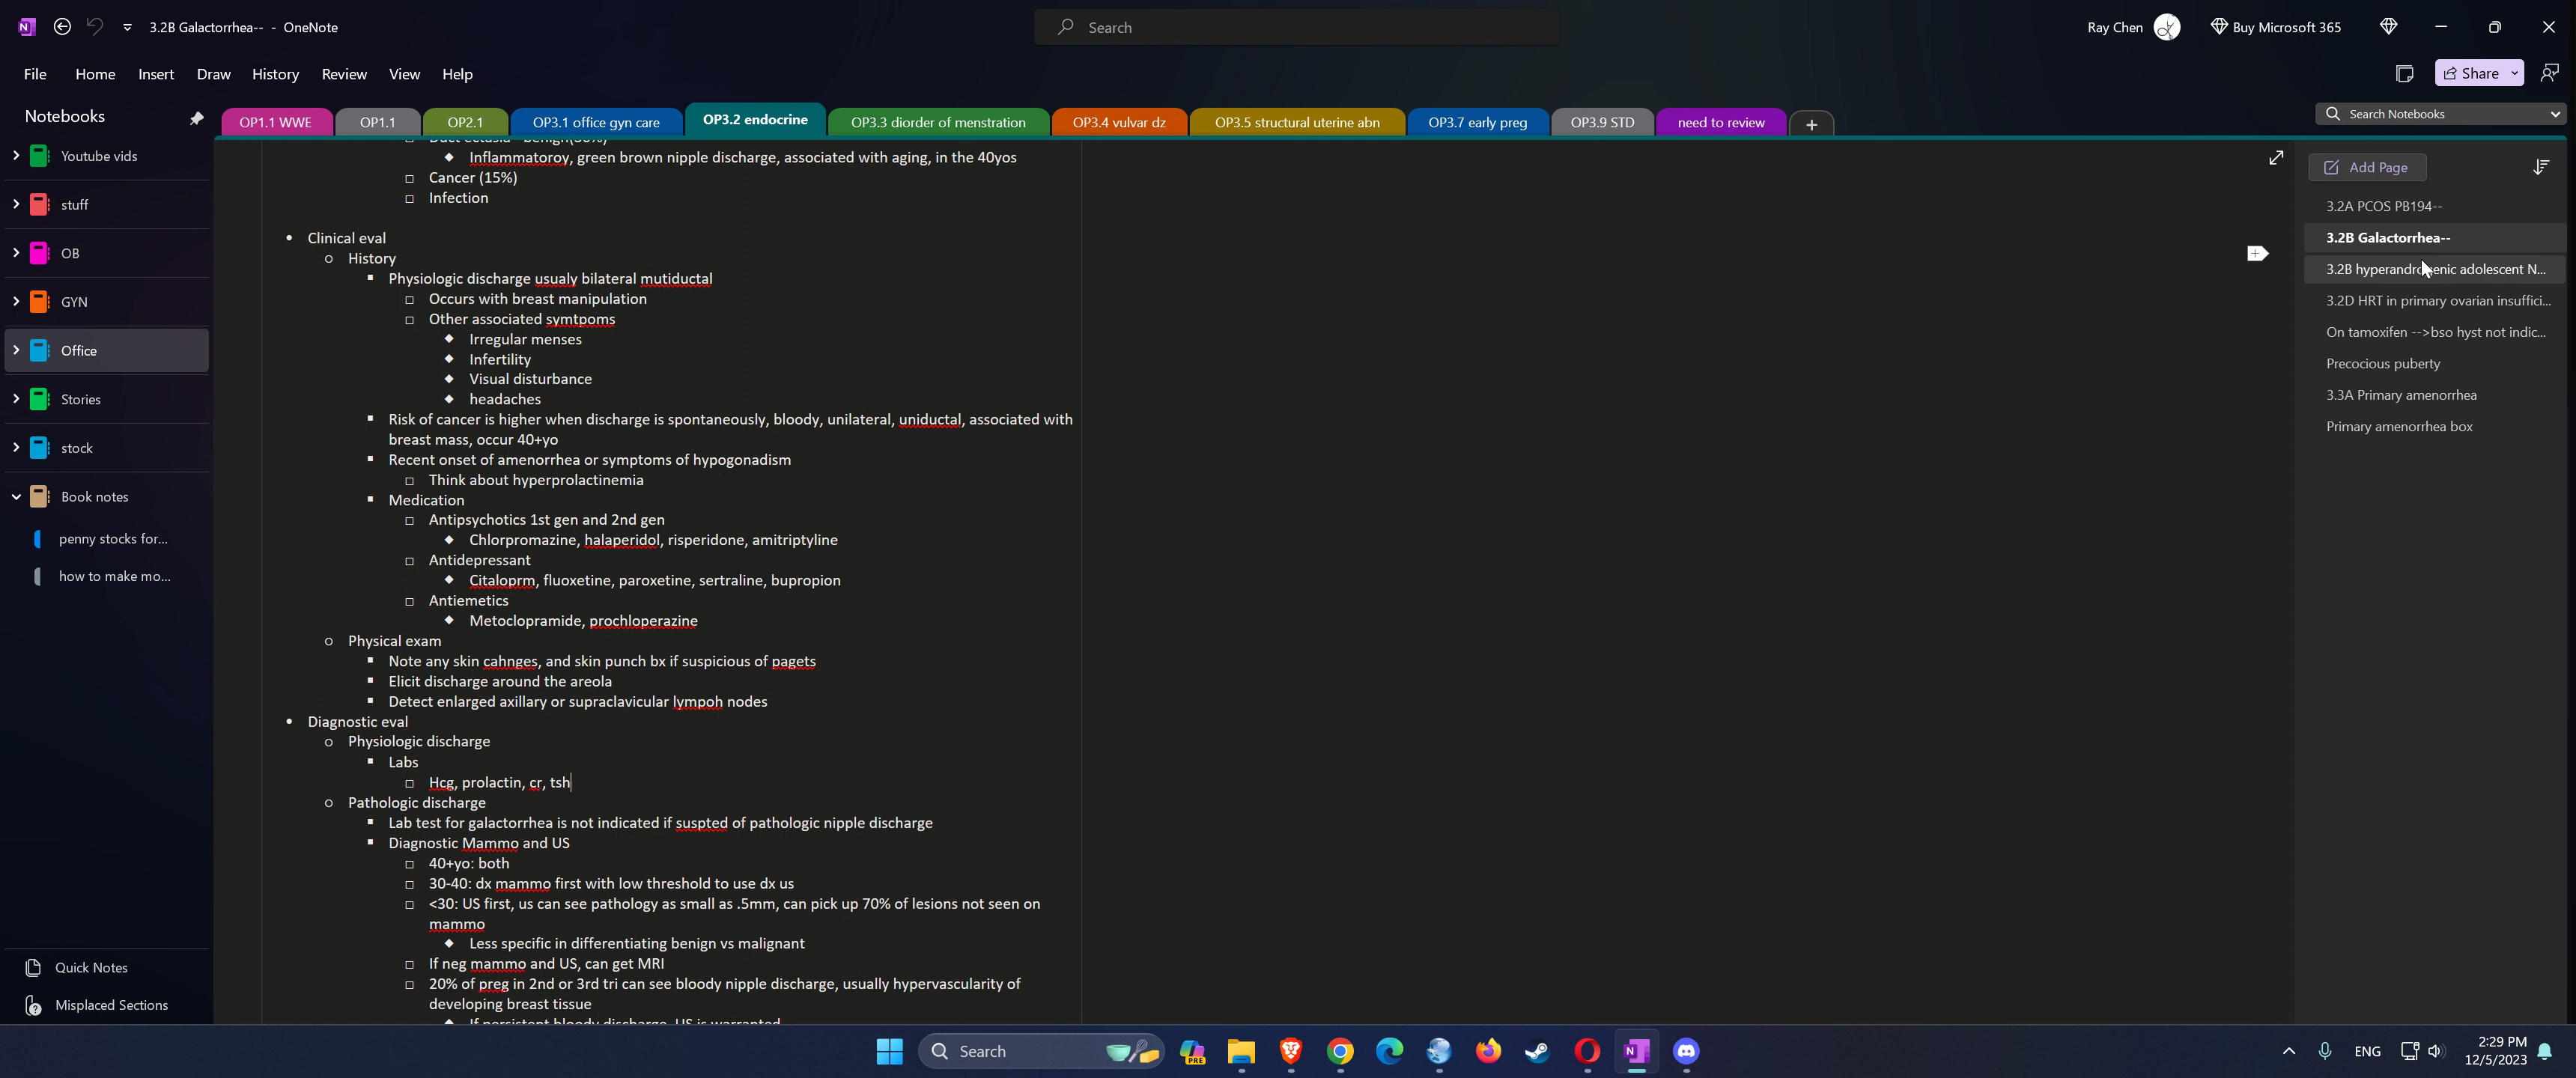 3.2B Galactorrhea-- - OneNote
Search
Ray Chen
Buy Microsoft 365
File Home Insert Draw History Review View Help
Share
Notebooks
OP1.1 WWE
OP1.1
OP2.1
OP3.1 office gyn care
OP3.2 endocrine
OP3.3 diorder of menstration
OP3.4 vulvar dz
OP3.5 structural uterine abn
OP3.7 early preg
OP3.9 STD
need to review
+
Search Notebooks
Youtube vids
stuff
OB
GYN
Office
Stories
stock
Book notes
penny stocks for...
how to make mo...
Quick Notes
Misplaced Sections
Inflammatoroy, green brown nipple discharge, associated with aging, in the 40yos
Cancer (15%)
Infection
Clinical eval
History
Physiologic discharge usualy bilateral mutiductal
Occurs with breast manipulation
Other associated symtpoms
Irregular menses
Infertility
Visual disturbance
headaches
Risk of cancer is higher when discharge is spontaneously, bloody, unilateral, uniductal, associated with
breast mass, occur 40+yo
Recent onset of amenorrhea or symptoms of hypogonadism
Think about hyperprolactinemia
Medication
Antipsychotics 1st gen and 2nd gen
Chlorpromazine, halaperidol, risperidone, amitriptyline
Antidepressant
Citaloprm, fluoxetine, paroxetine, sertraline, bupropion
Antiemetics
Metoclopramide, prochloperazine
Physical exam
Note any skin cahnges, and skin punch bx if suspicious of pagets
Elicit discharge around the areola
Detect enlarged axillary or supraclavicular lympoh nodes
Diagnostic eval
Physiologic discharge
Labs
Hcg, prolactin, cr, tsh
Pathologic discharge
Lab test for galactorrhea is not indicated if suspted of pathologic nipple discharge
Diagnostic Mammo and US
40+yo: both
30-40: dx mammo first with low threshold to use dx us
<30: US first, us can see pathology as small as .5mm, can pick up 70% of lesions not seen on
mammo
Less specific in differentiating benign vs malignant
If neg mammo and US, can get MRI
20% of preg in 2nd or 3rd tri can see bloody nipple discharge, usually hypervascularity of
developing breast tissue
If persistent bloody discharge, US is warranted
Add Page
3.2A PCOS PB194--
3.2B Galactorrhea--
3.2B hyperandrogenic adolescent N...
3.2D HRT in primary ovarian insuffici...
On tamoxifen -->bso hyst not indic...
Precocious puberty
3.3A Primary amenorrhea
Primary amenorrhea box
Search
PRE
ENG
2:29 PM
12/5/2023